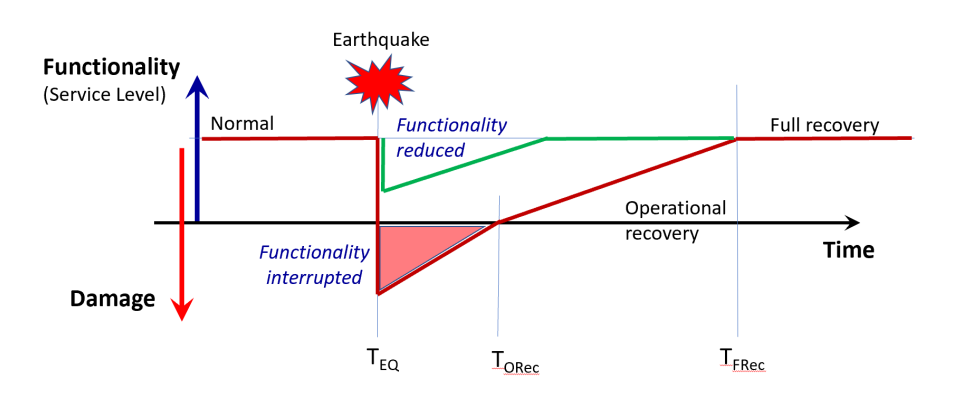 Earthquake
Functionality
(Service Level)
Normal
Functionality
reduced
Full recovery
Operational
recovery
Time
Functionality
interrupted
Damage
TEQ
TORec
TFRec